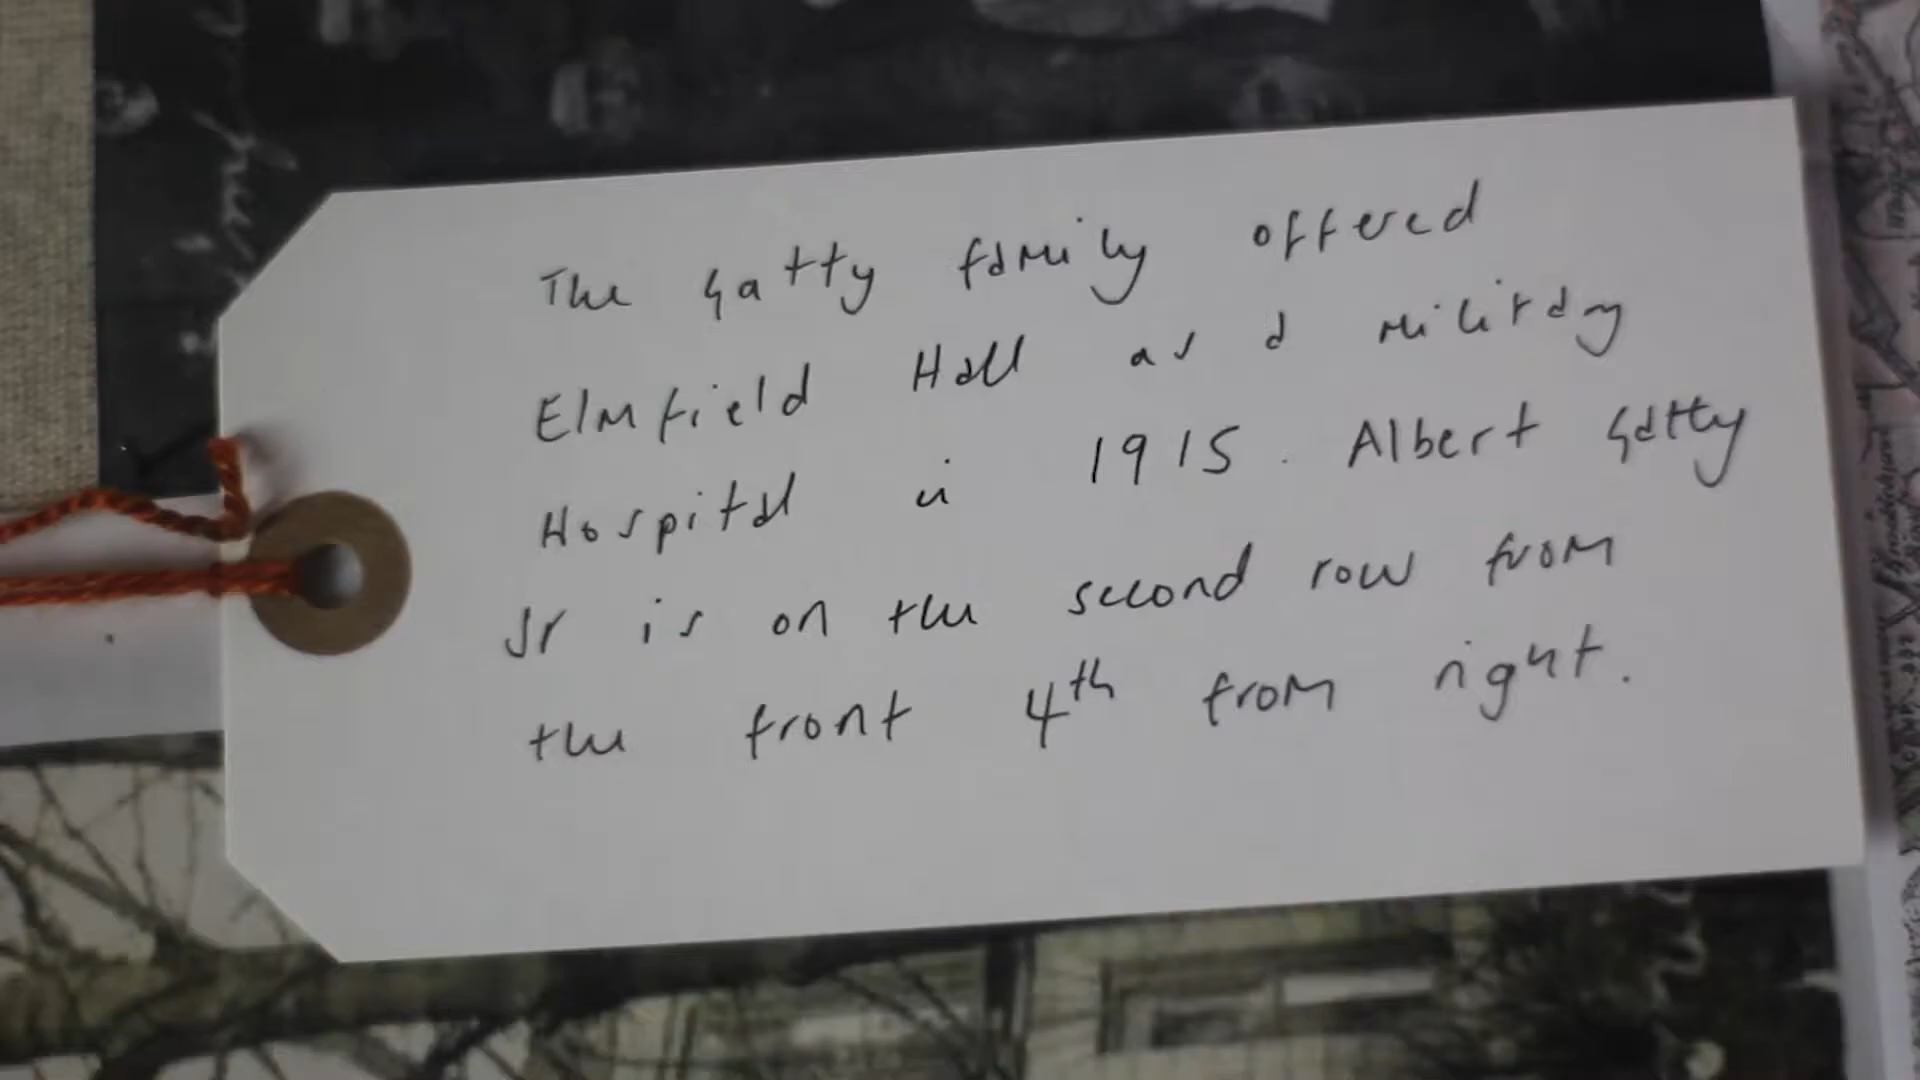 The Gatty family offered
Elmfield Hall as a military
Hospital in 1915. Albert Gatty
Jr is on the second row from
the front 4th from right.